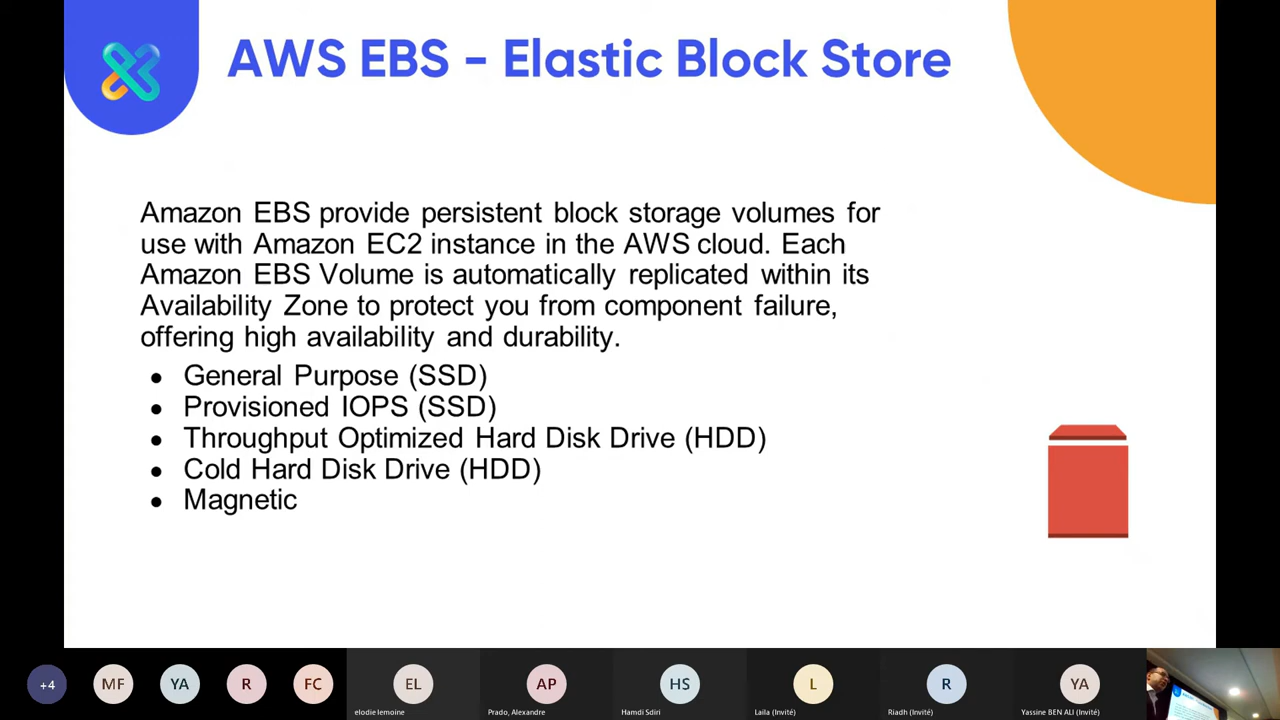 AWS EBS - Elastic Block Store
Amazon EBS provide persistent block storage volumes for
use with Amazon EC2 instance in the AWS cloud. Each
Amazon EBS Volume is automatically replicated within its
Availability Zone to protect you from component failure,
offering high availability and durability.
● General Purpose (SSD)
● Provisioned IOPS (SSD)
● Throughput Optimized Hard Disk Drive (HDD)
● Cold Hard Disk Drive (HDD)
● Magnetic
+4 MF YA R FC EL AP HS L R YA
elodie lemoine Prado, Alexandre Hamdi Sdiri Laila (Invité) Riadh (Invité) Yassine BEN ALI (Invité)